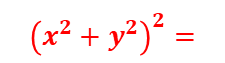 (x² + y²)² =